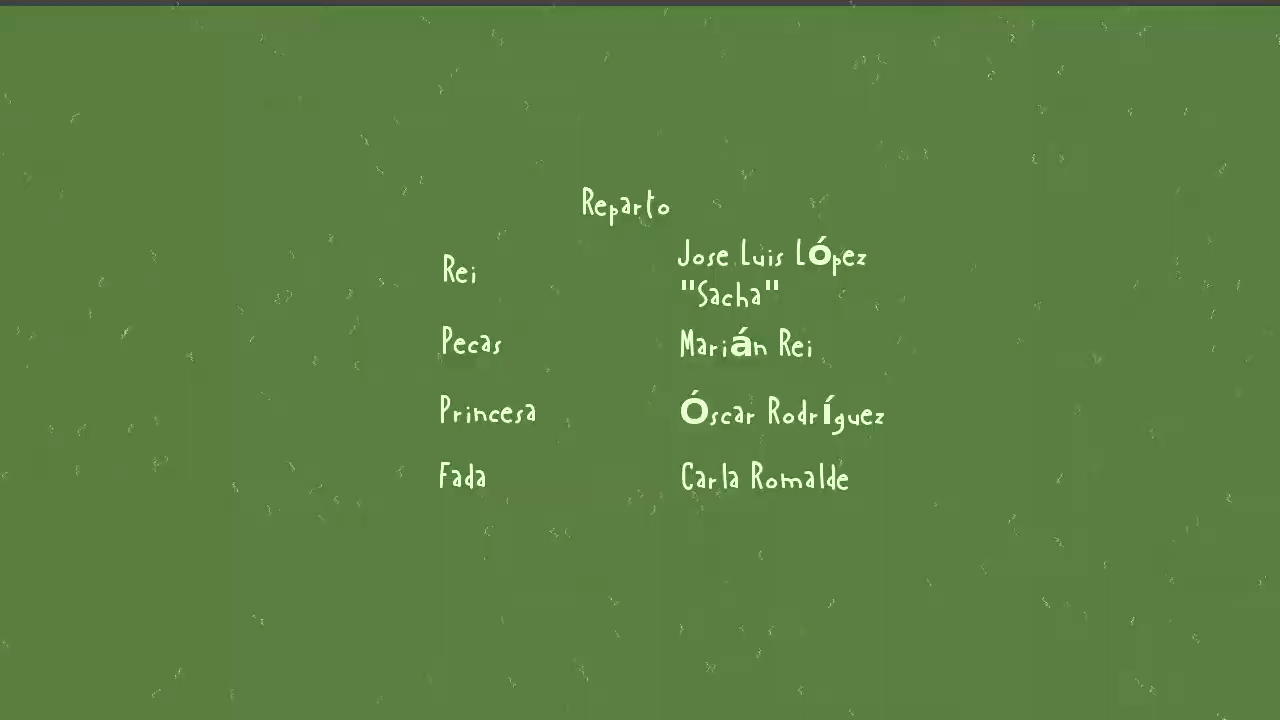 Reparto
Rei Jose Luis López
"Sacha"
Pecas Marián Rei
Princesa Óscar Rodríguez
Fada Carla Romalde